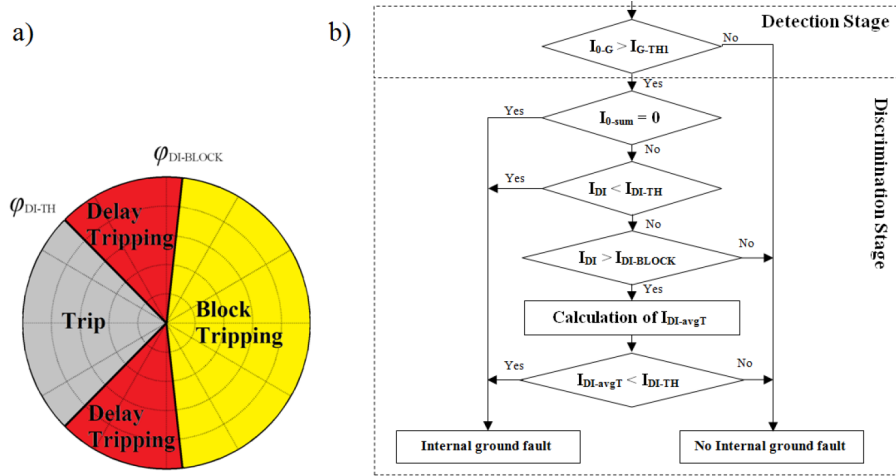 a)
φDI-BLOCK
φDI-TH
Delay
Tripping
Trip
Block
Tripping
Delay
Tripping
b)
Detection Stage
I0-G > IG-TH1
No
Yes
Discrimination Stage
Yes
I0-sum = 0
No
Yes
IDI < IDI-TH
No
IDI > IDI-BLOCK
No
Yes
Calculation of IDI-avgT
Yes
IDI-avgT < IDI-TH
No
Internal ground fault
No Internal ground fault